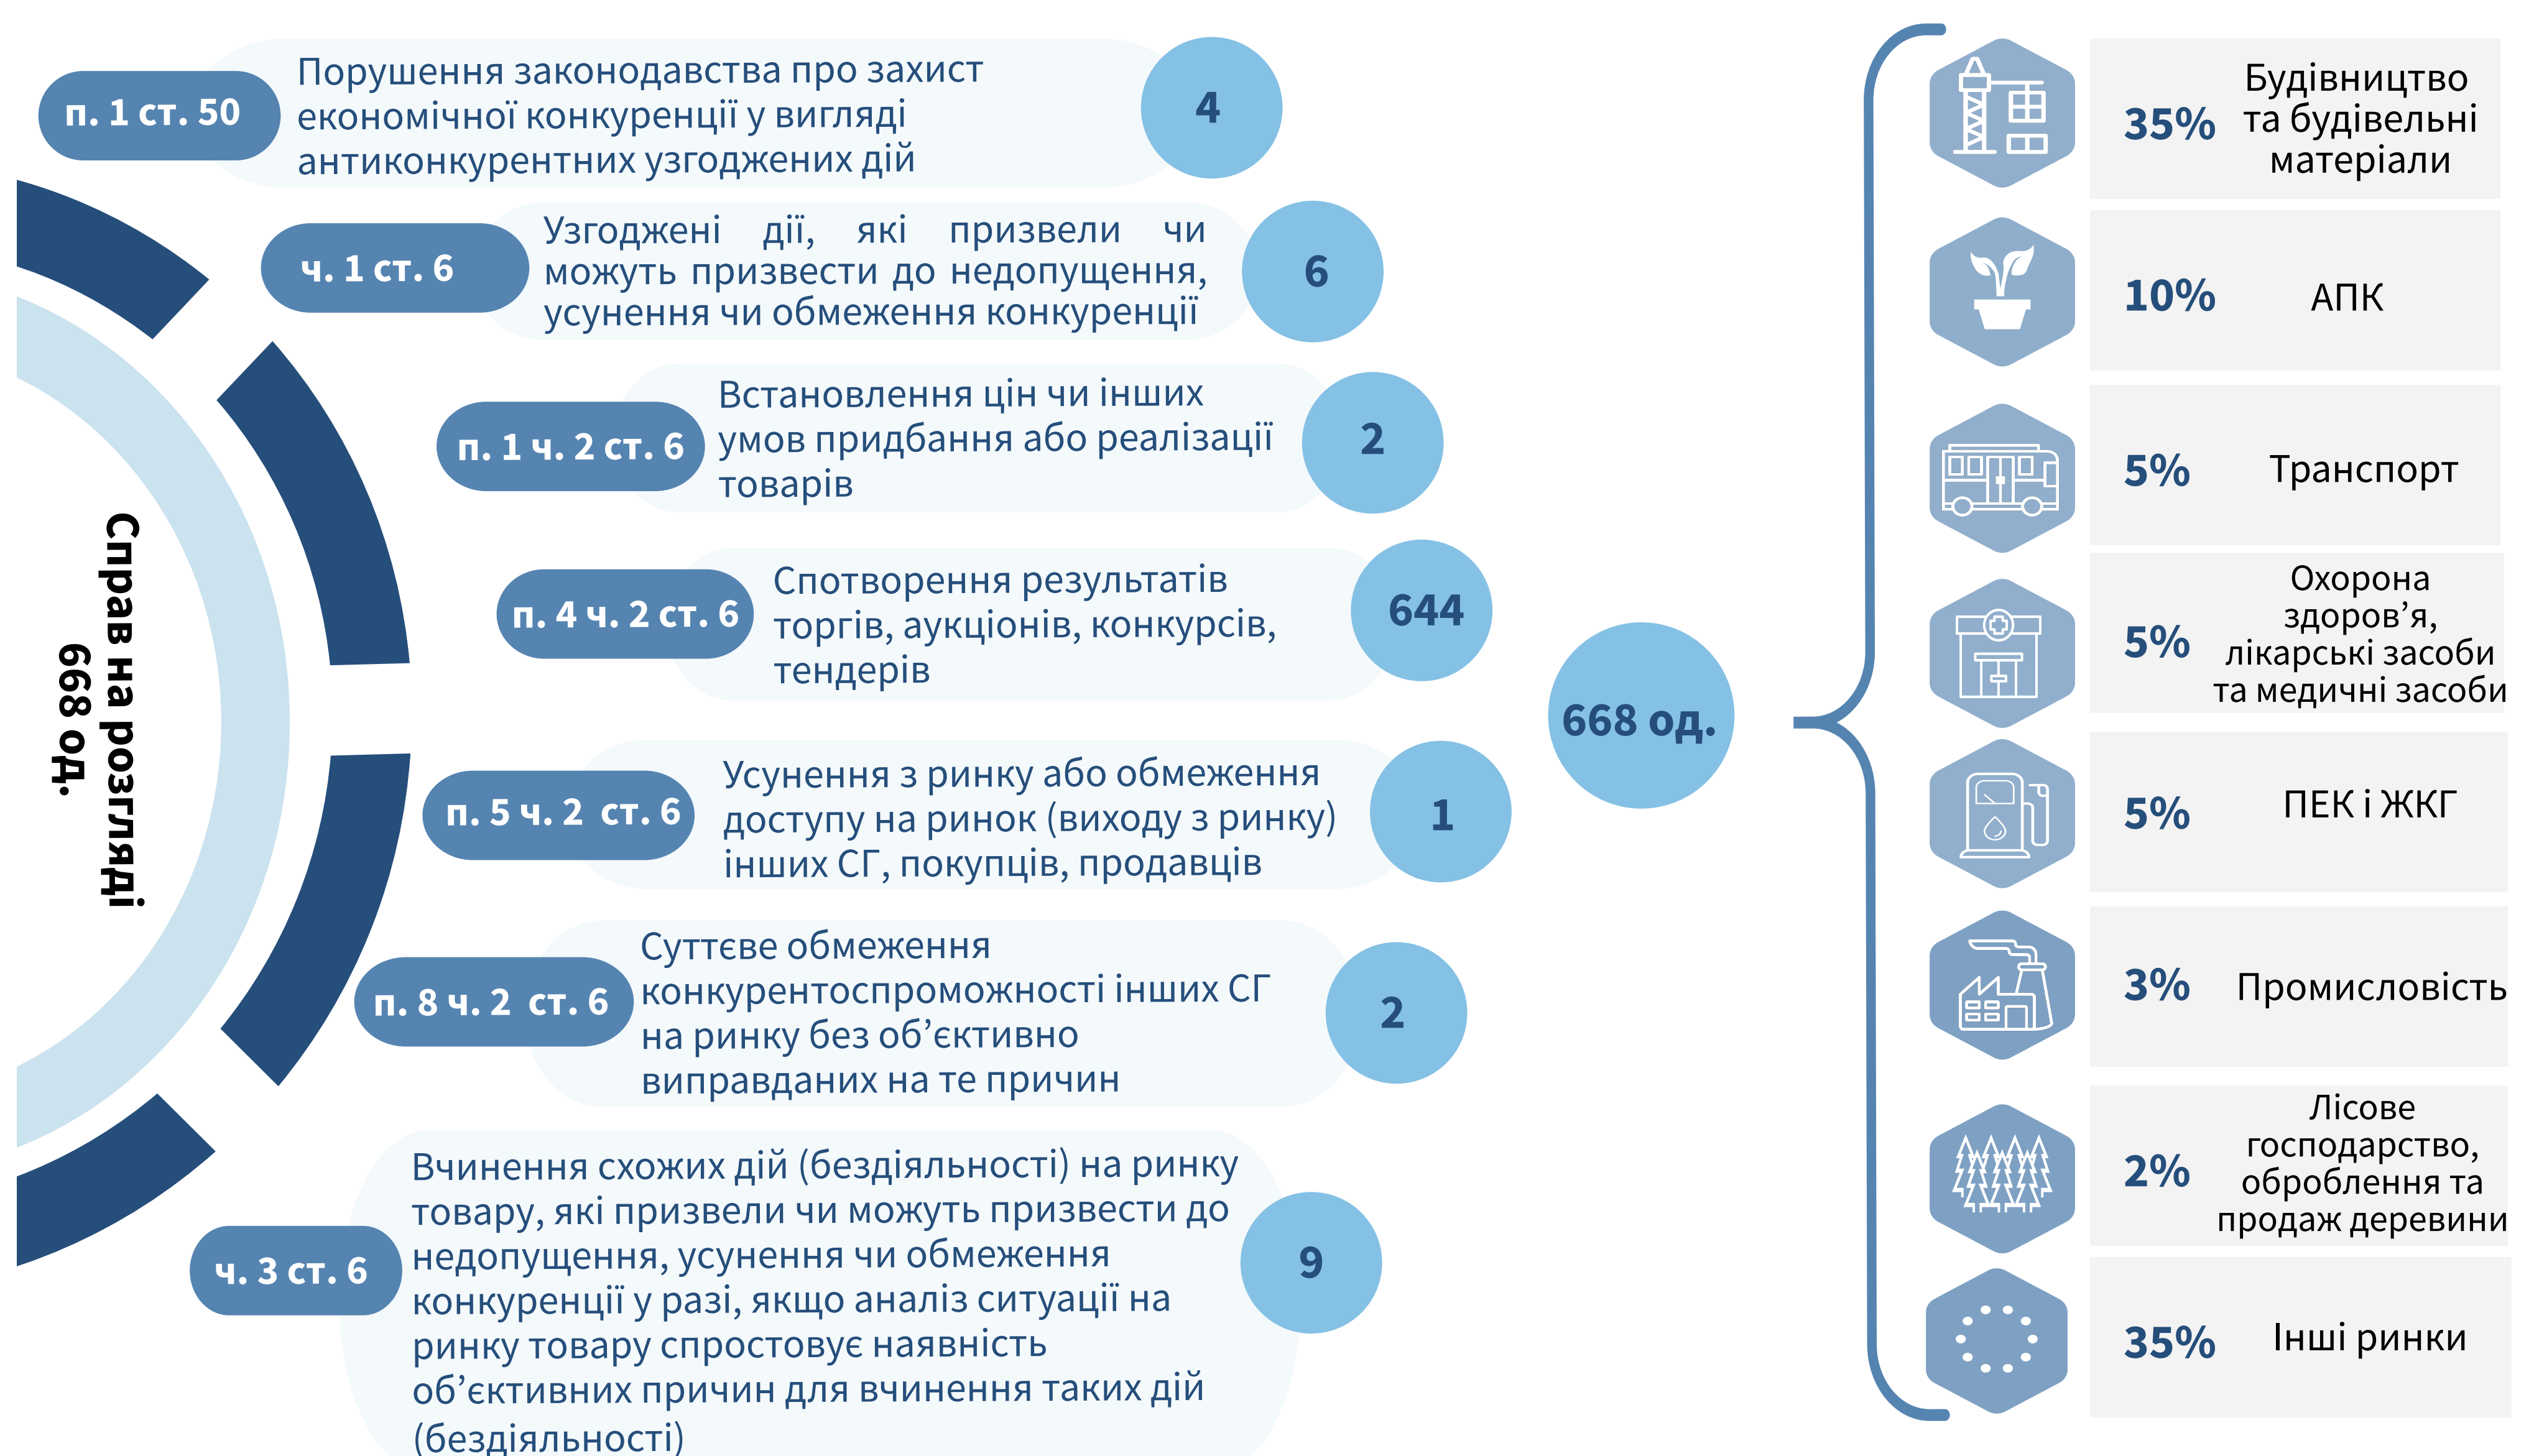 п. 1 ст. 50
Порушення законодавства про захист
економічної конкуренції у вигляді
антиконкурентних узгоджених дій
4
ч. 1 ст. 6
Узгоджені дії, які призвели чи
можуть призвести до недопущення,
усунення чи обмеження конкуренції
6
п. 1 ч. 2 ст. 6
Встановлення цін чи інших
умов придбання або реалізації
товарів
2
п. 4 ч. 2 ст. 6
Спотворення результатів
торгів, аукціонів, конкурсів,
тендерів
644
Справ на розгляді
668 од.
п. 5 ч. 2 ст. 6
Усунення з ринку або обмеження
доступу на ринок (виходу з ринку)
інших СГ, покупців, продавців
1
п. 8 ч. 2 ст. 6
Суттєве обмеження
конкурентоспроможності інших СГ
на ринку без об’єктивно
виправданих на те причин
2
ч. 3 ст. 6
Вчинення схожих дій (бездіяльності) на ринку
товару, які призвели чи можуть призвести до
недопущення, усунення чи обмеження
конкуренції у разі, якщо аналіз ситуації на
ринку товару спростовує наявність
об’єктивних причин для вчинення таких дій
(бездіяльності)
9
668 од.
35%
Будівництво
та будівельні
матеріали
10%
АПК
5%
Транспорт
5%
Охорона
здоров’я,
лікарські засоби
та медичні засоби
5%
ПЕК і ЖКГ
3%
Промисловість
2%
Лісове
господарство,
оброблення та
продаж деревини
35%
Інші ринки